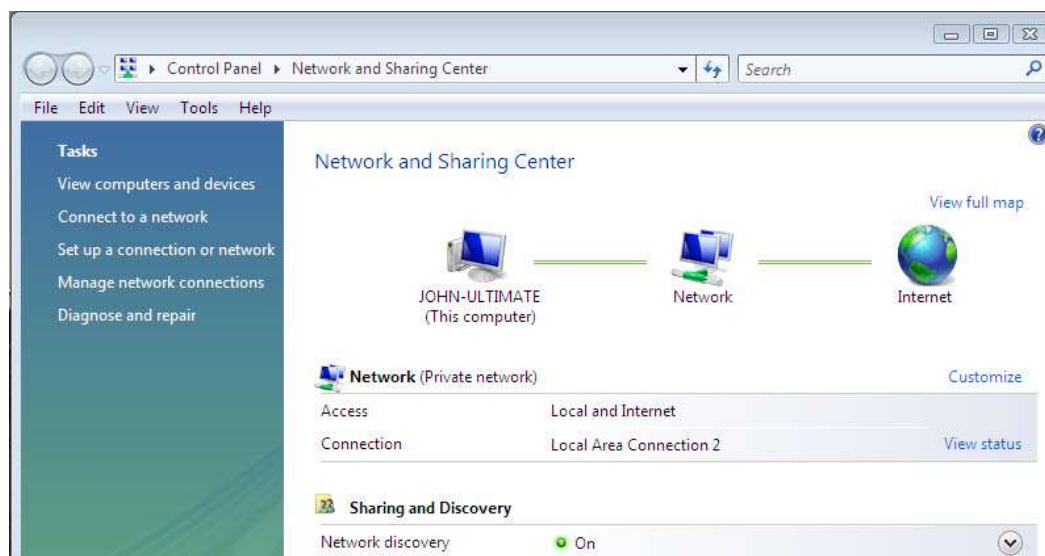 Control Panel Network and Sharing Center Search
File Edit View Tools Help
Tasks
View computers and devices
Connect to a network
Set up a connection or network
Manage network connections
Diagnose and repair
Network and Sharing Center
View full map
JOHN-ULTIMATE Network Internet
(This computer)
Network (Private network) Customize
Access Local and Internet
Connection Local Area Connection 2 View status
Sharing and Discovery
Network discovery On